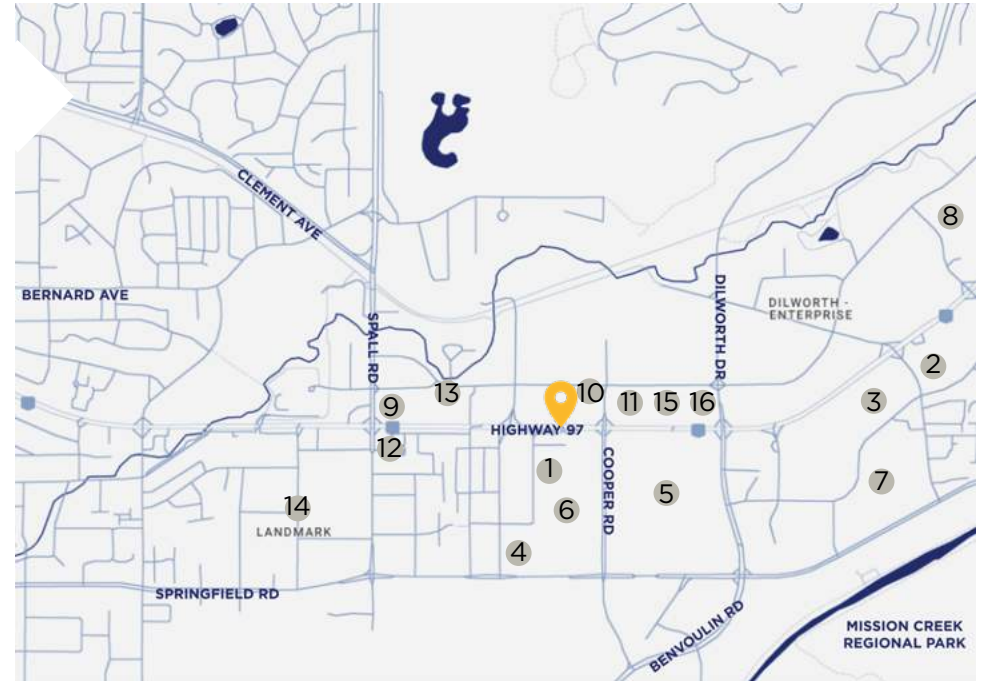 CLEMENT AVE
8
BERNARD AVE
DILWORTH DR
DILWORTH -
ENTERPRISE
SPALL RD
2
13
10
9
11
15
16
3
HIGHWAY 97
12
1
COOPER RD
7
5
14
6
LANDMARK
4
SPRINGFIELD RD
BENVOULIN RD
MISSION CREEK
REGIONAL PARK